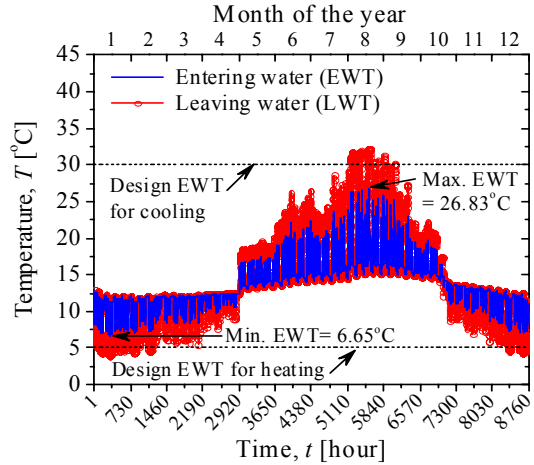 Month of the year
1 2 3 4 5 6 7 8 9 10 11 12
45
40
35
30
25
20
15
10
5
0
Temperature, T [°C]
Entering water (EWT)
Leaving water (LWT)
Design EWT
for cooling
Max. EWT
= 26.83°C
Min. EWT= 6.65°C
Design EWT for heating
1 730 1460 2190 2920 3650 4380 5110 5840 6570 7300 8030 8760
Time, t [hour]